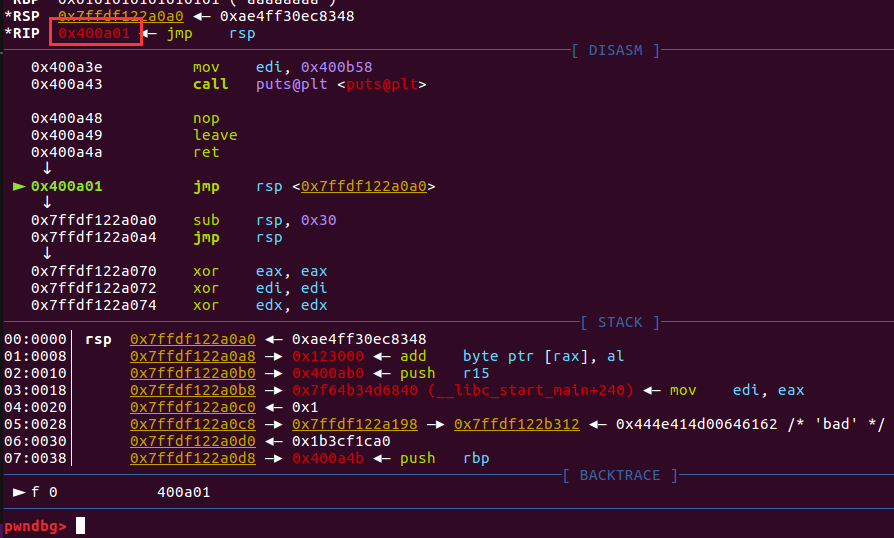 *RSP  0x7ffdf122a0a0 ◂— 0xae4ff30ec8348
*RIP  0x400a01 ◂— jmp    rsp
[ DISASM ]
0x400a3e              mov    edi, 0x400b58
0x400a43              call   puts@plt <puts@plt>
0x400a48              nop
0x400a49              leave
0x400a4a              ret
↓
► 0x400a01              jmp    rsp <0x7ffdf122a0a0>
↓
0x7ffdf122a0a0        sub    rsp, 0x30
0x7ffdf122a0a4        jmp    rsp
↓
0x7ffdf122a070        xor    eax, eax
0x7ffdf122a072        xor    edi, edi
0x7ffdf122a074        xor    edx, edx
[ STACK ]
00:0000│ rsp  0x7ffdf122a0a0 ◂— 0xae4ff30ec8348
01:0008│      0x7ffdf122a0a8 —▸ 0x123000 ◂— add    byte ptr [rax], al
02:0010│      0x7ffdf122a0b0 —▸ 0x400ab0 ◂— push   r15
03:0018│      0x7ffdf122a0b8 —▸ 0x7f64b34d6840 (__libc_start_main+240) ◂— mov    edi, eax
04:0020│      0x7ffdf122a0c0 ◂— 0x1
05:0028│      0x7ffdf122a0c8 —▸ 0x7ffdf122a198 —▸ 0x7ffdf122b312 ◂— 0x444e414d00646162 /* 'bad' */
06:0030│      0x7ffdf122a0d0 ◂— 0x1b3cf1ca0
07:0038│      0x7ffdf122a0d8 —▸ 0x400a4b ◂— push   rbp
[ BACKTRACE ]
► f 0           400a01
pwndbg>